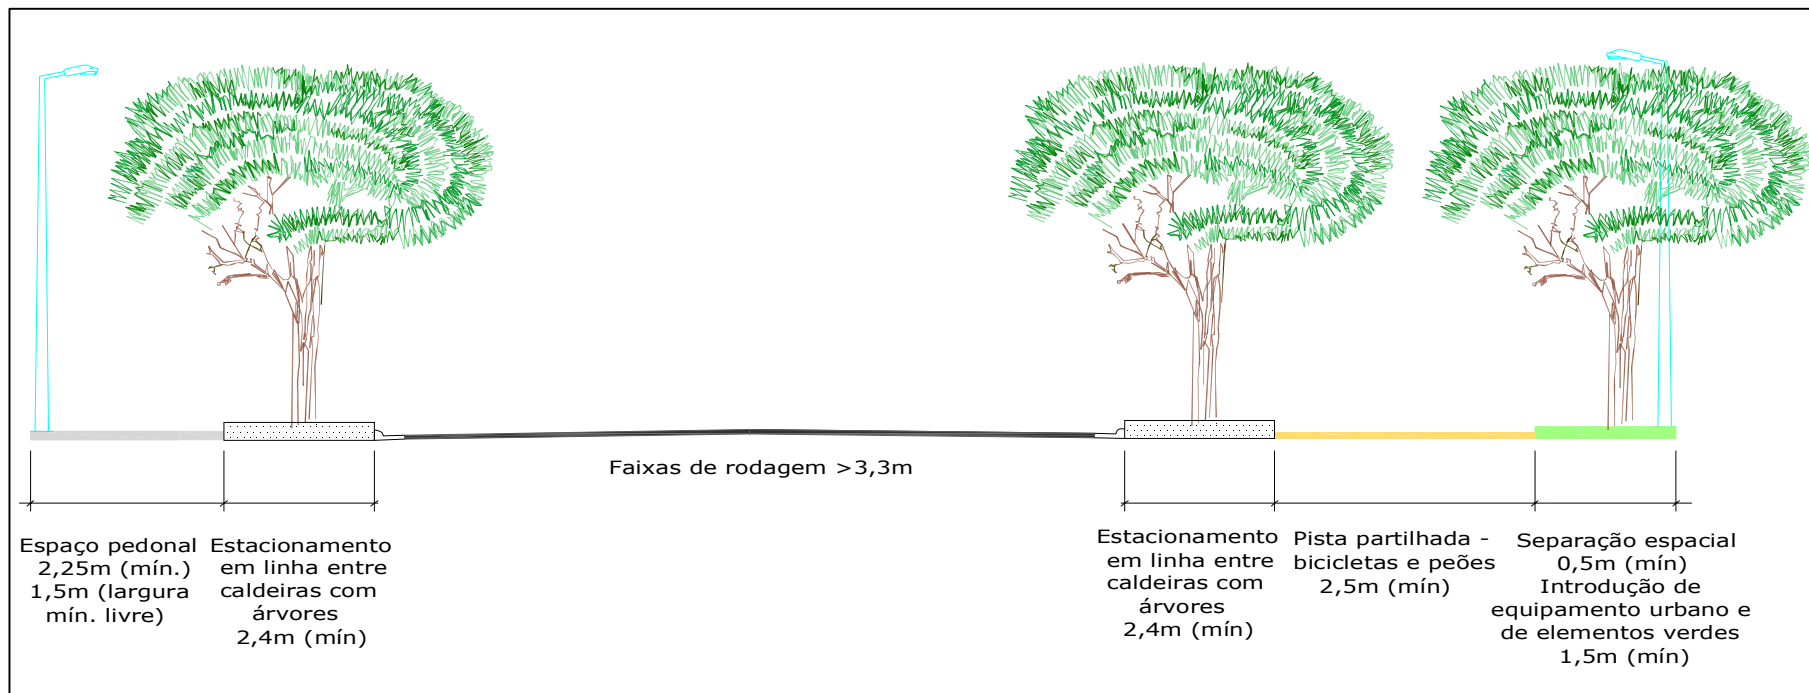 Faixas de rodagem >3,3m
Espaço pedonal
2,25m (mín.)
1,5m (largura
mín. livre)
Estacionamento
em linha entre
caldeiras com
árvores
2,4m (mín)
Estacionamento
em linha entre
caldeiras com
árvores
2,4m (mín)
Pista partilhada -
bicicletas e peões
2,5m (mín)
Separação espacial
0,5m (mín)
Introdução de
equipamento urbano e
de elementos verdes
1,5m (mín)